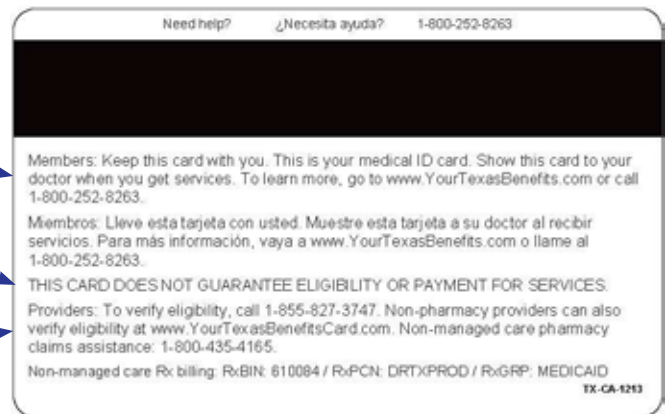 Need help? ¿Necesita ayuda? 1-800-252-8263
Members: Keep this card with you. This is your medical ID card. Show this card to your
doctor when you get services. To learn more, go to www.YourTexasBenefits.com or call
1-800-252-8263.
Miembros: Lleve esta tarjeta con usted. Muestre esta tarjeta a su doctor al recibir
servicios. Para más información, vaya a www.YourTexasBenefits.com o llame al
1-800-252-8263.
THIS CARD DOES NOT GUARANTEE ELIGIBILITY OR PAYMENT FOR SERVICES.
Providers: To verify eligibility, call 1-855-827-3747. Non-pharmacy providers can also
verify eligibility at www.YourTexasBenefitsCard.com. Non-managed care pharmacy
claims assistance: 1-800-435-4165.
Non-managed care Rx billing: RxBIN: 610084 / RxPCN: DRTXPROD / RxGRP: MEDICAID
TX-CA-1213